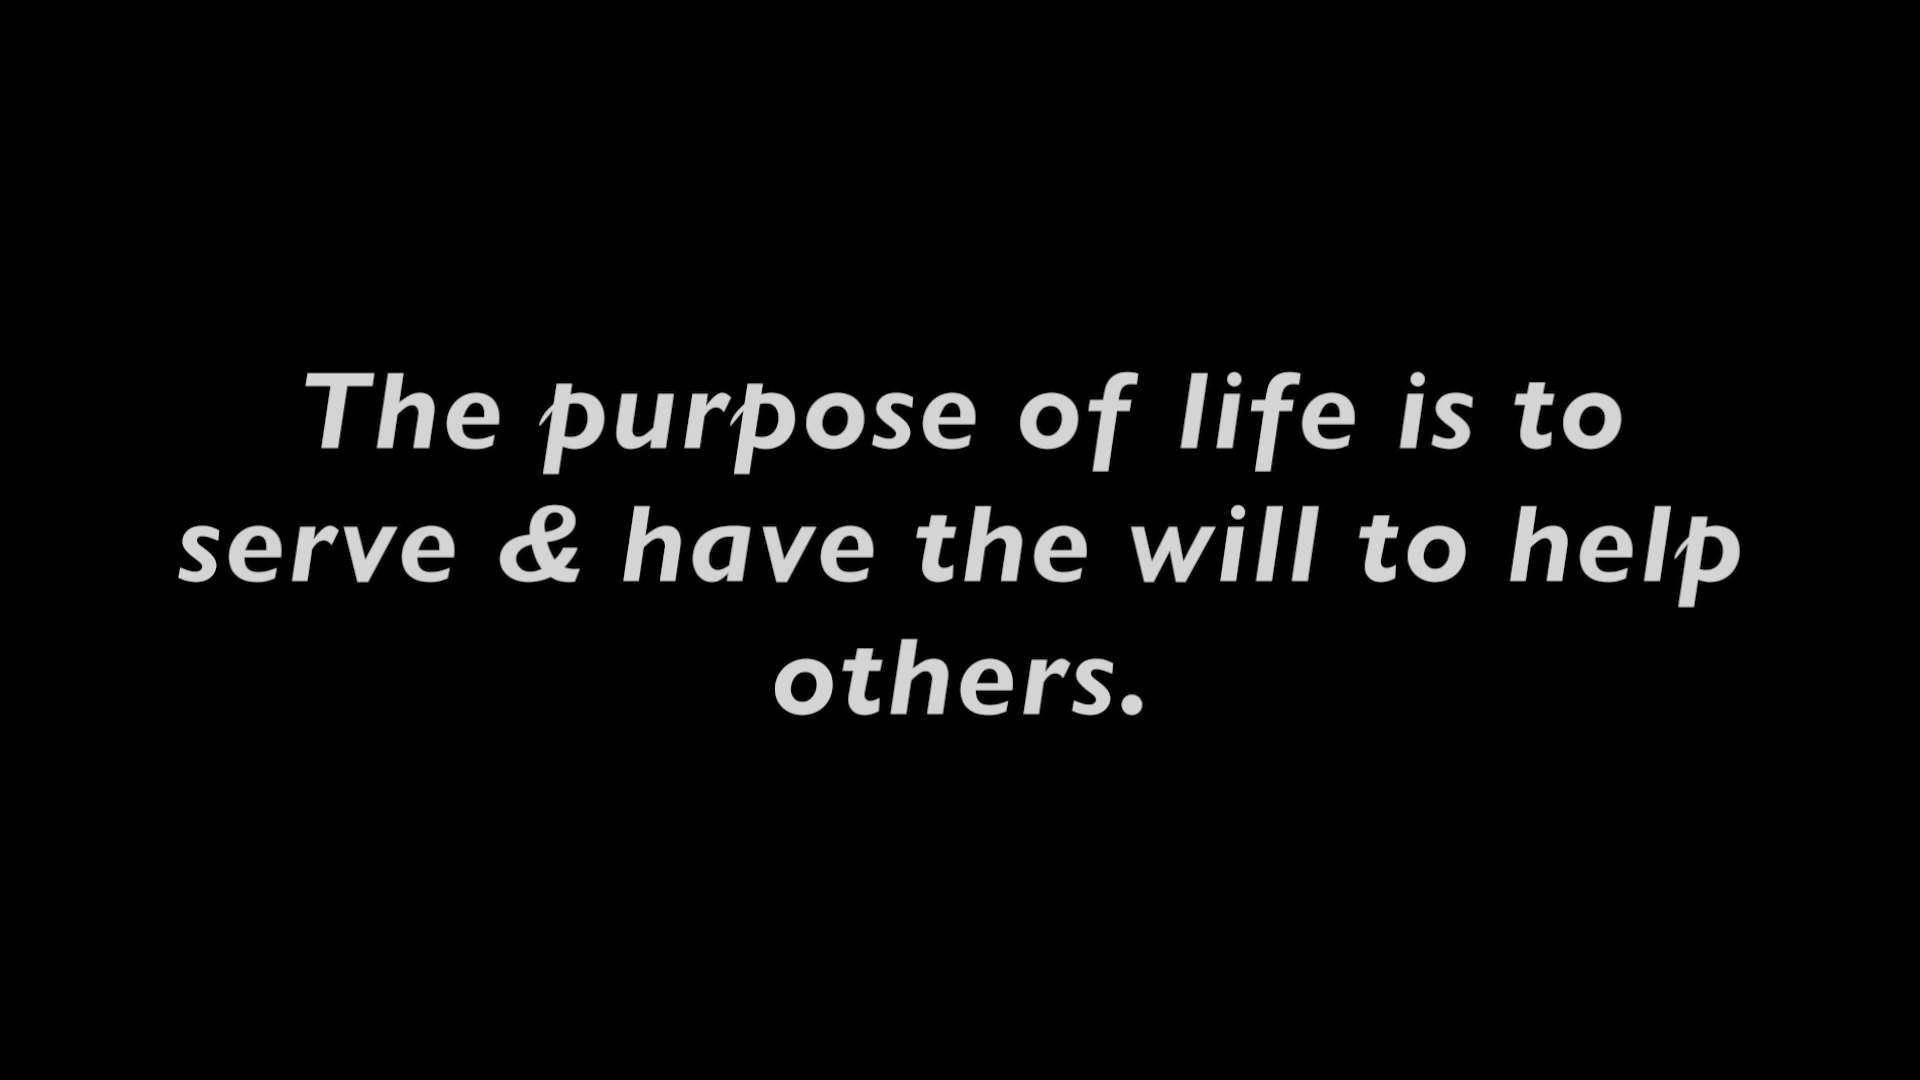 The purpose of life is to
serve & have the will to help
others.